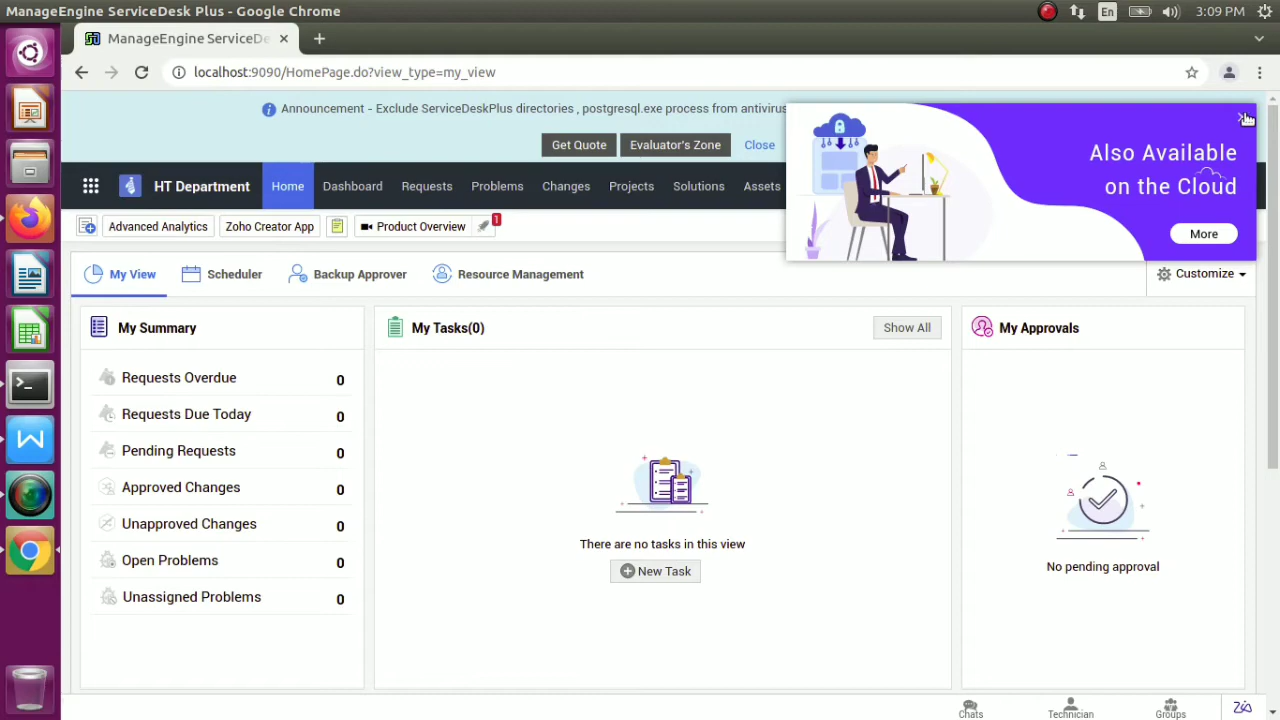 ManageEngine ServiceDesk Plus - Google Chrome
En
3:09 PM
ManageEngine ServiceDe
localhost:9090/HomePage.do?view_type=my_view
Announcement - Exclude ServiceDeskPlus directories , postgresql.exe process from antivirus
Get Quote
Evaluator's Zone
Close
Also Available
on the Cloud
More
HT Department
Home
Dashboard
Requests
Problems
Changes
Projects
Solutions
Assets
Advanced Analytics
Zoho Creator App
Product Overview
1
My View
Scheduler
Backup Approver
Resource Management
Customize
My Summary
Requests Overdue 0
Requests Due Today 0
Pending Requests 0
Approved Changes 0
Unapproved Changes 0
Open Problems 0
Unassigned Problems 0
My Tasks(0)
Show All
There are no tasks in this view
New Task
My Approvals
No pending approval
Chats
Technician
Groups